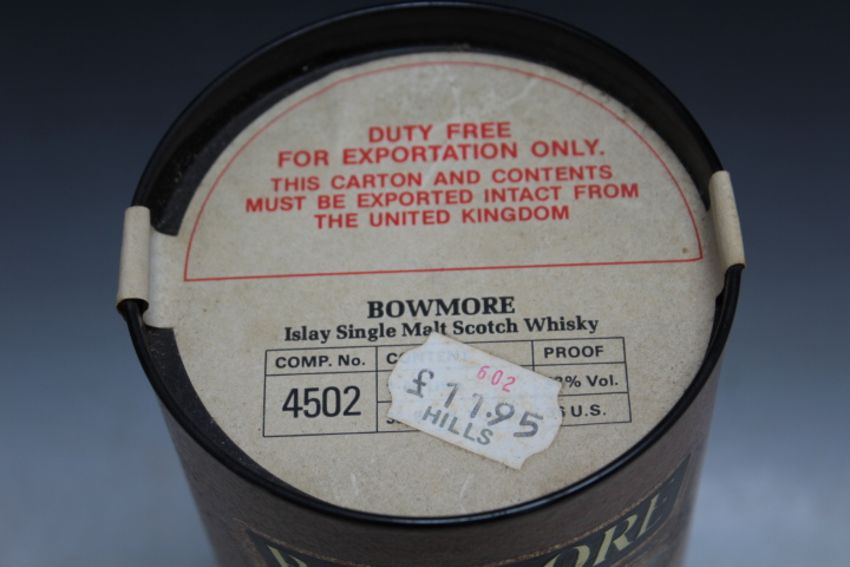 DUTY FREE
FOR EXPORTATION ONLY.
THIS CARTON AND CONTENTS
MUST BE EXPORTED INTACT FROM
THE UNITED KINGDOM
BOWMORE
Islay Single Malt Scotch Whisky
COMP. No. CONTENT PROOF
4502
% Vol.
U.S.
602
£11.95
HILLS